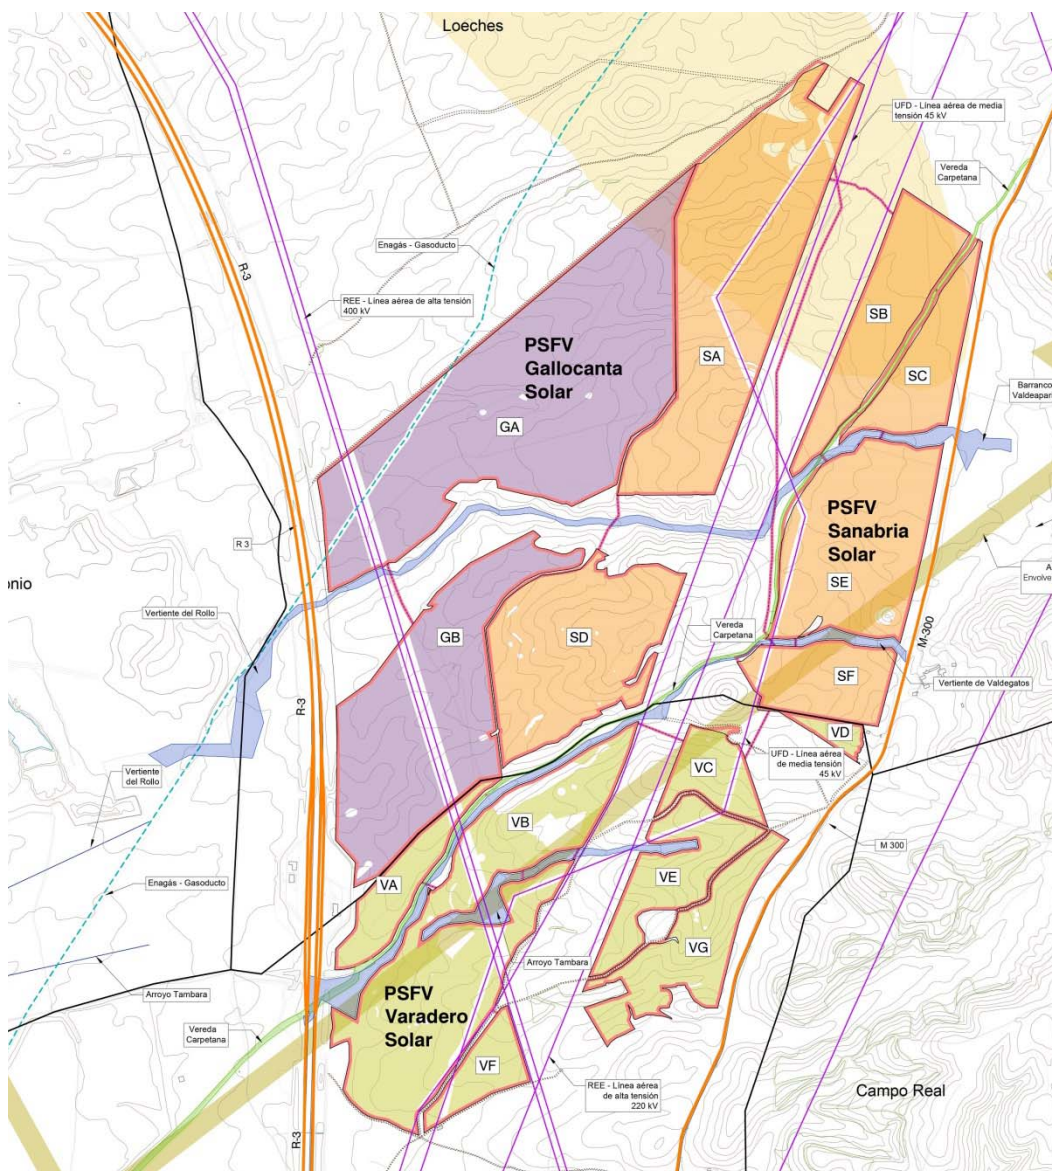 Loeches
UFD - Línea aérea de media
tensión 45 kV
Vereda
Carpetana
Enagás - Gasoducto
R-3
REE - Línea aérea de alta tensión
400 kV
PSFV
Gallocanta
Solar
SA
SB
SC
GA
Barranco
PSFV
Sanabria
Solar
R 3
SE
A
Envolve
onio
Vertiente del Rollo
GB
SD
Vereda
Carpetana
M-300
SF
Vertiente de Valdegatos
R-3
VD
UFD - Línea aérea
de media tensión
45 kV
VC
Vertiente
del Rollo
VB
M 300
VA
VE
Enagás - Gasoducto
VG
Arroyo Tambara
Arroyo Tambara
PSFV
Varadero
Solar
Vereda
Carpetana
VF
REE - Línea aérea
de alta tensión
220 kV
Campo Real
R-3